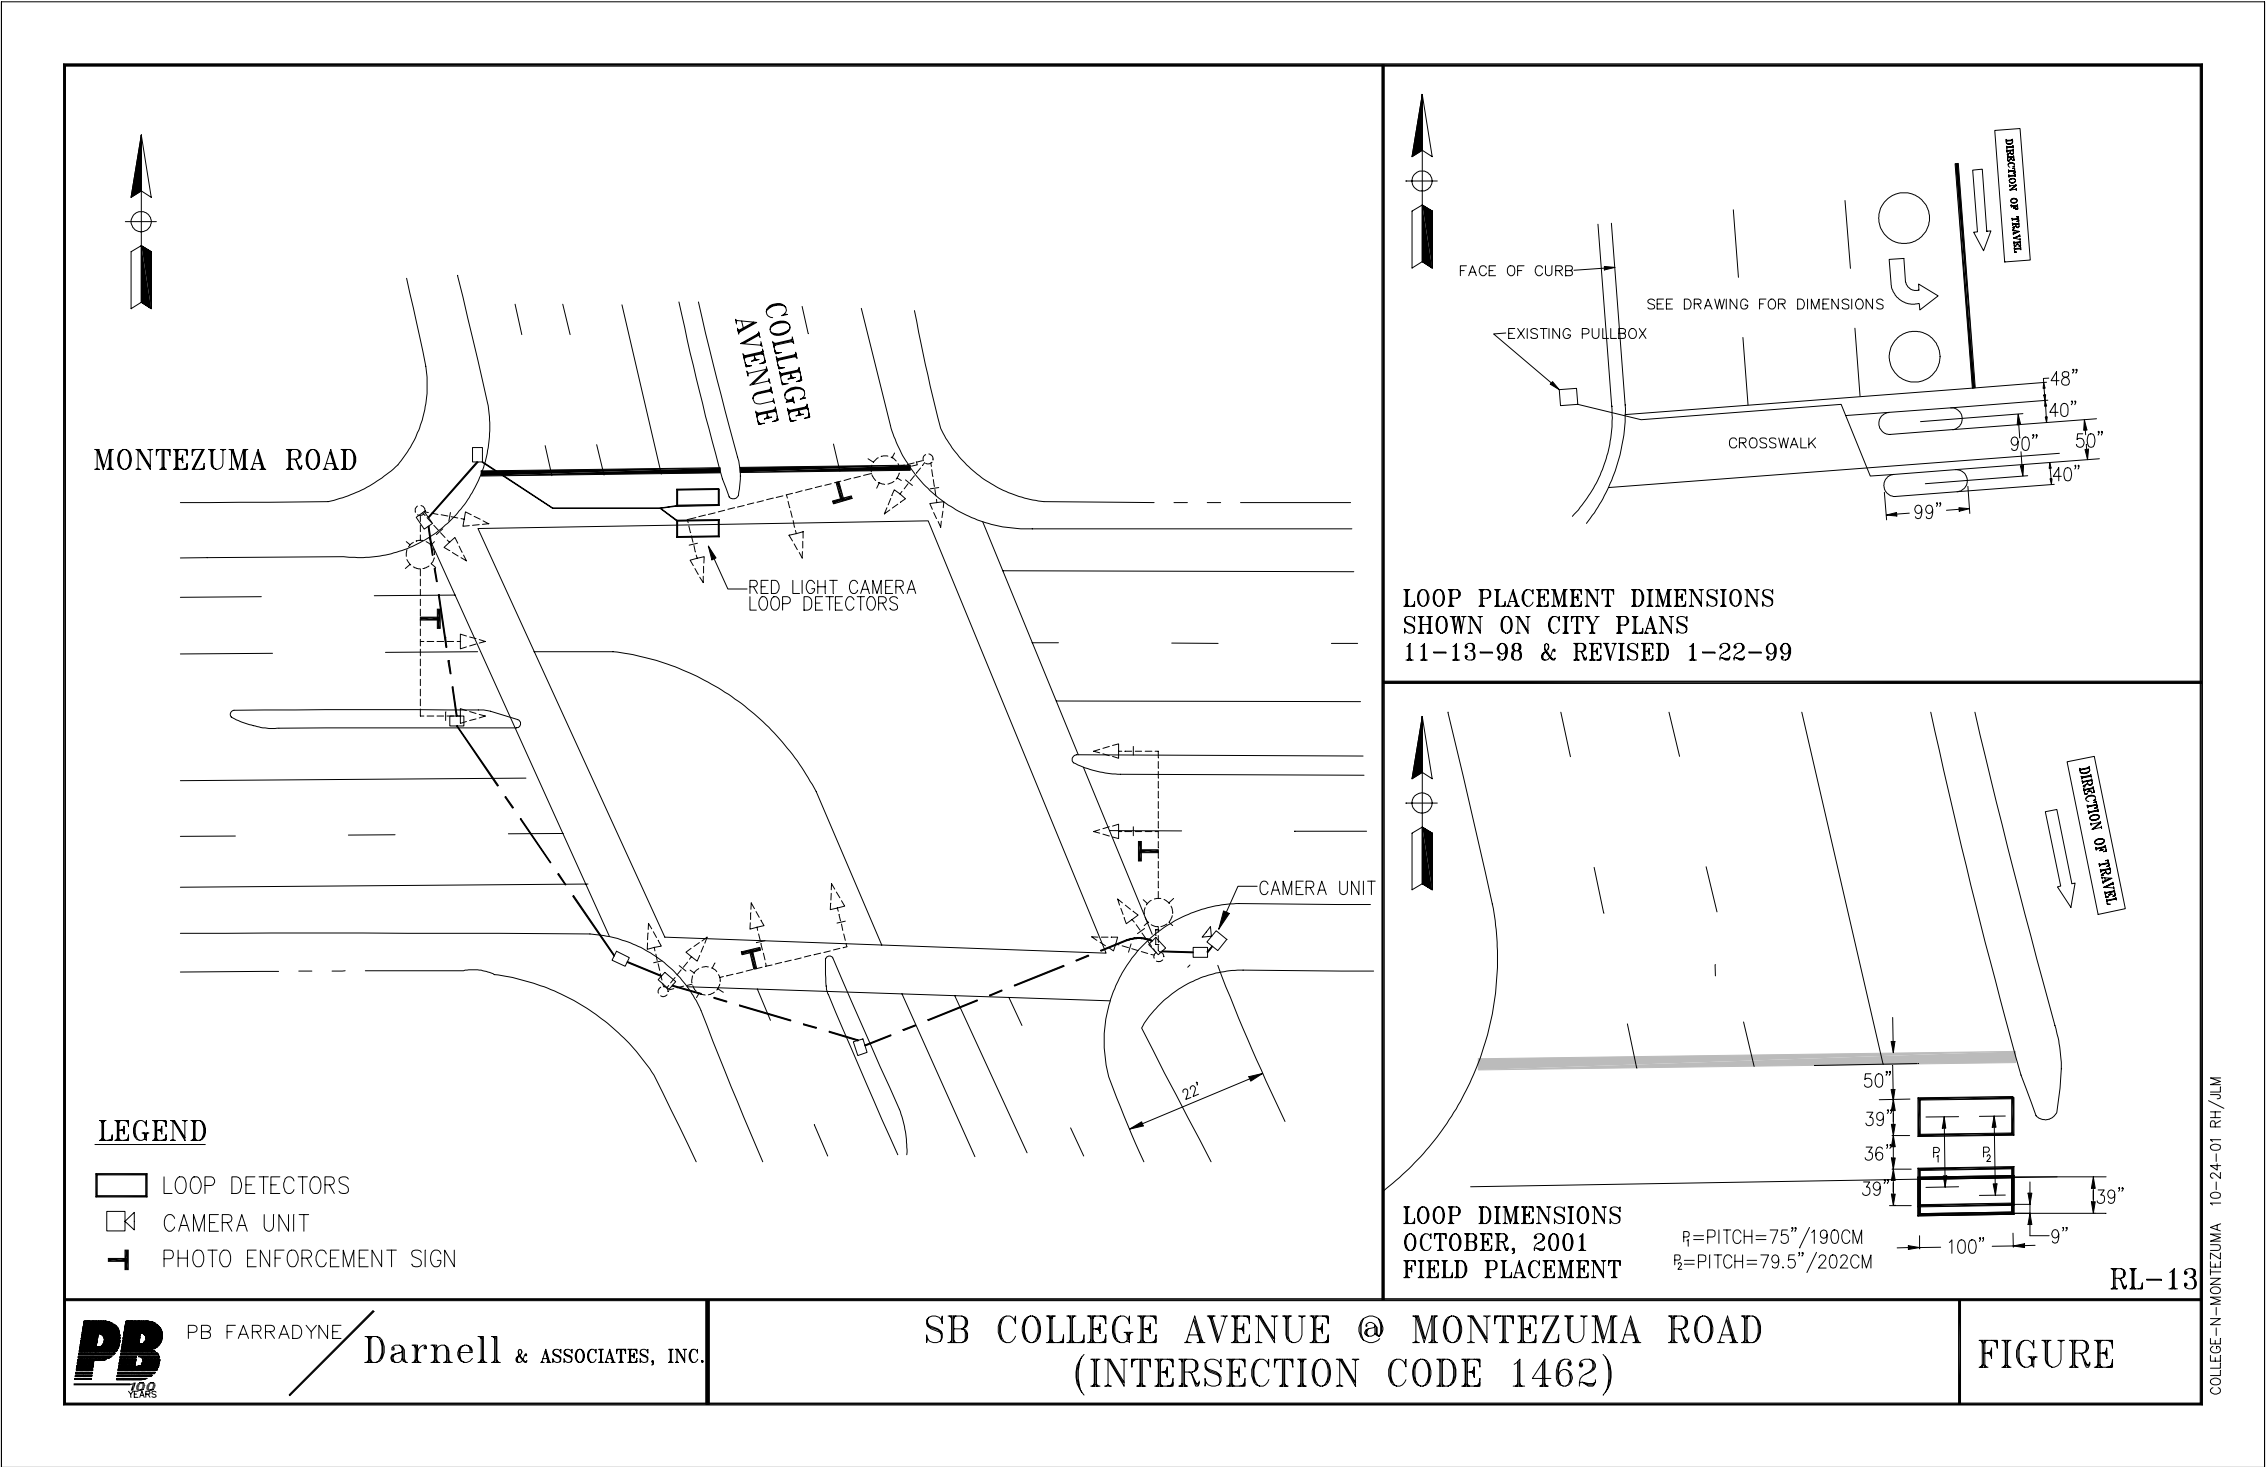 COLLEGE
AVENUE
MONTEZUMA ROAD
RED LIGHT CAMERA
LOOP DETECTORS
CAMERA UNIT
22'
LEGEND
LOOP DETECTORS
CAMERA UNIT
PHOTO ENFORCEMENT SIGN
DIRECTION OF TRAVEL
FACE OF CURB
SEE DRAWING FOR DIMENSIONS
EXISTING PULLBOX
48"
40"
CROSSWALK
90"
50"
40"
99"
LOOP PLACEMENT DIMENSIONS
SHOWN ON CITY PLANS
11-13-98 & REVISED 1-22-99
DIRECTION OF TRAVEL
50"
39"
36"
P1
P2
39"
39"
9"
100"
LOOP DIMENSIONS
OCTOBER, 2001
FIELD PLACEMENT
P1=PITCH=75"/190CM
P2=PITCH=79.5"/202CM
RL-13
PB
100
YEARS
PB FARRADYNE
Darnell & ASSOCIATES, INC.
SB COLLEGE AVENUE @ MONTEZUMA ROAD
(INTERSECTION CODE 1462)
FIGURE
COLLEGE-N-MONTEZUMA 10-24-01 RH/JLM